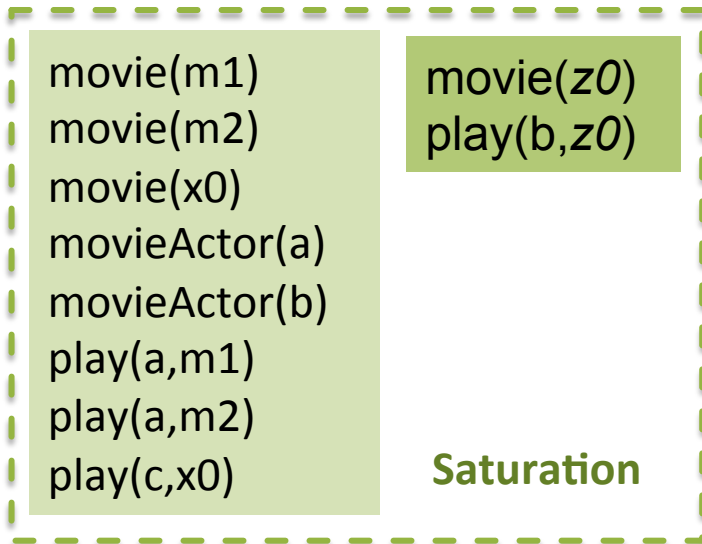 movie(m1)
movie(m2)
movie(x0)
movieActor(a)
movieActor(b)
play(a,m1)
play(a,m2)
play(c,x0)
movie(z0)
play(b,z0)
Saturation